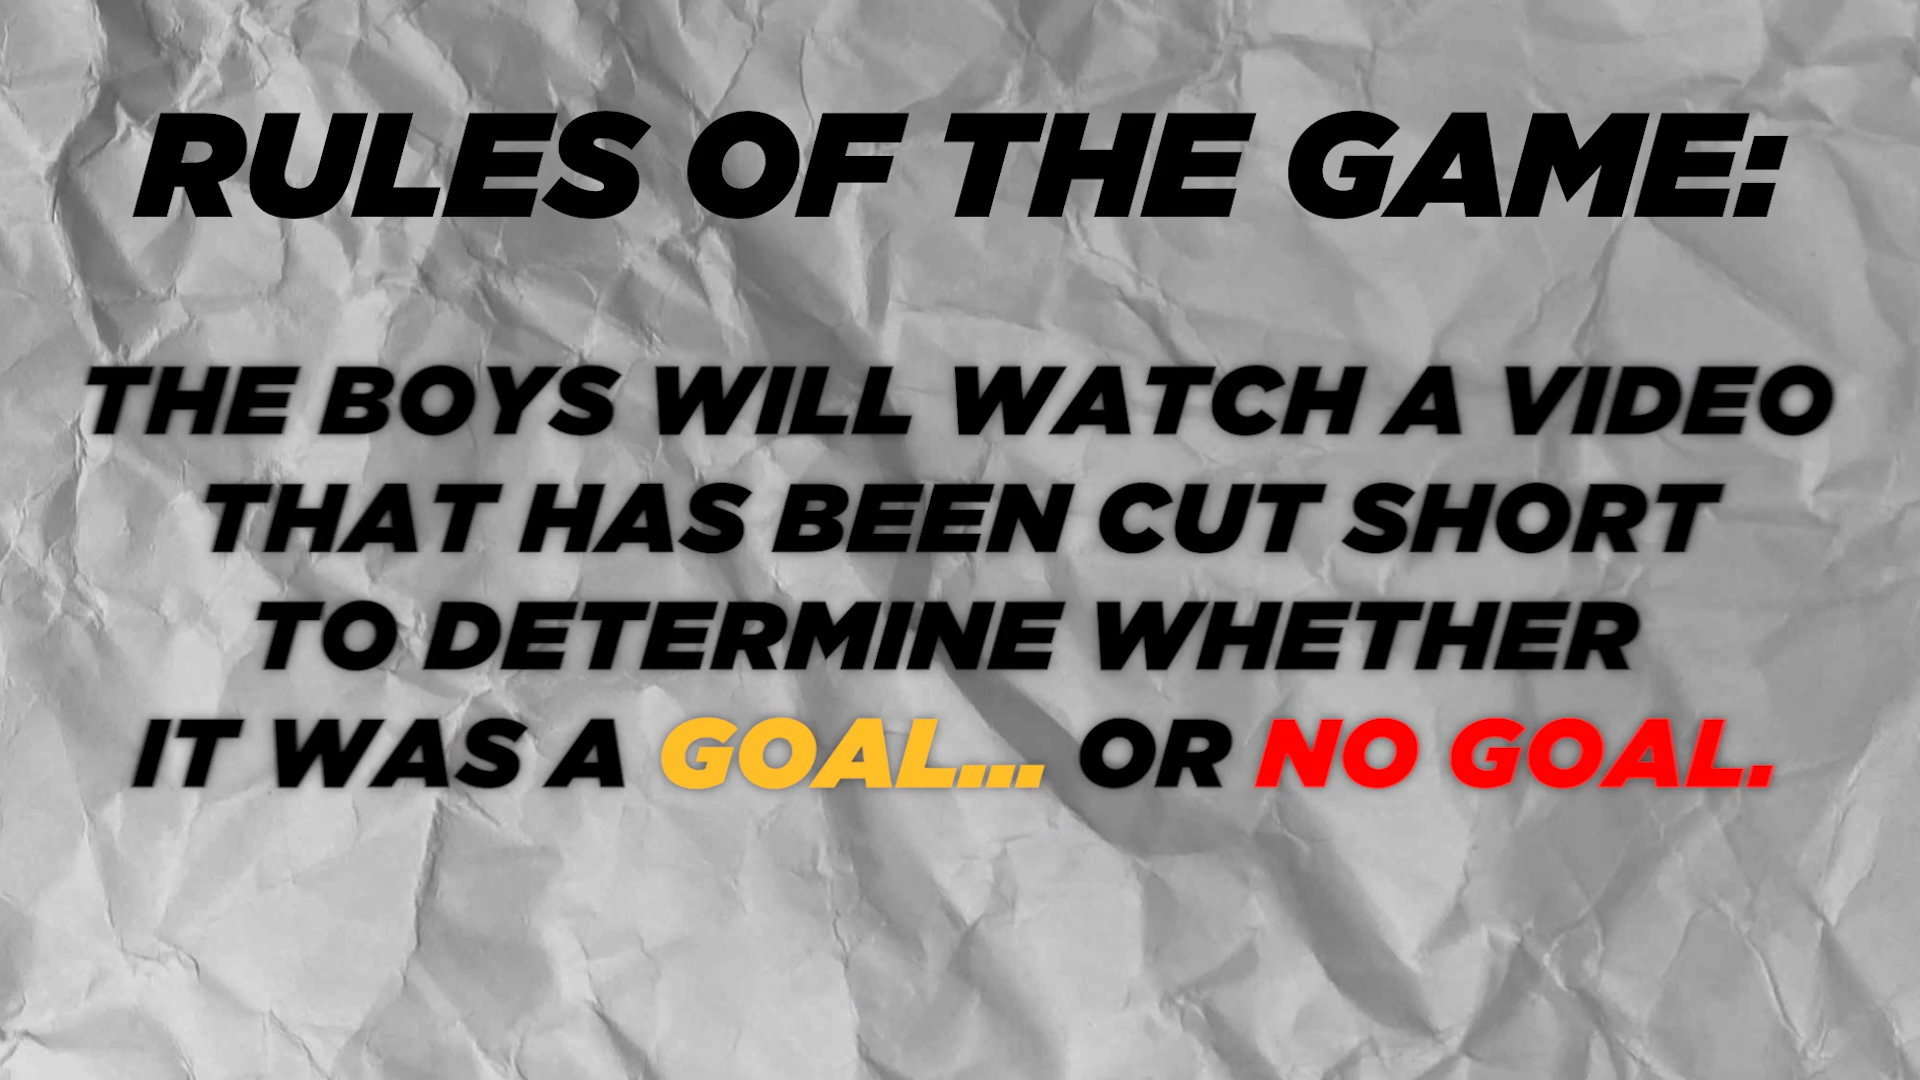 RULES OF THE GAME:
THE BOYS WILL WATCH A VIDEO
THAT HAS BEEN CUT SHORT
TO DETERMINE WHETHER
IT WAS A GOAL... OR NO GOAL.